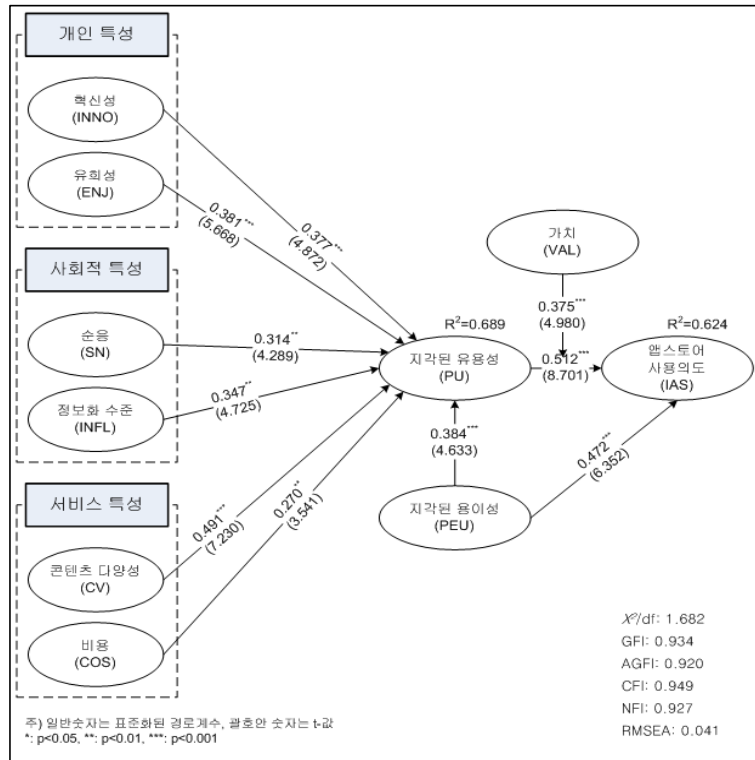 개인 특성
혁신성
(INNO)
유희성
(ENJ)
0.381***
(5.668)
0.377***
(4.872)
사회적 특성
순응
(SN)
0.314**
(4.289)
정보화 수준
(INFL)
0.347**
(4.725)
서비스 특성
콘텐츠 다양성
(CV)
0.491***
(7.230)
비용
(COS)
0.270**
(3.541)
가치
(VAL)
0.375***
(4.980)
R²=0.689
지각된 유용성
(PU)
0.512***
(8.701)
R²=0.624
앱스토어
사용의도
(IAS)
0.384***
(4.633)
지각된 용이성
(PEU)
0.472***
(6.352)
X²/df: 1.682
GFI: 0.934
AGFI: 0.920
CFI: 0.949
NFI: 0.927
RMSEA: 0.041
주) 일반숫자는 표준화된 경로계수, 괄호안 숫자는 t-값
*: p<0.05, **: p<0.01, ***: p<0.001